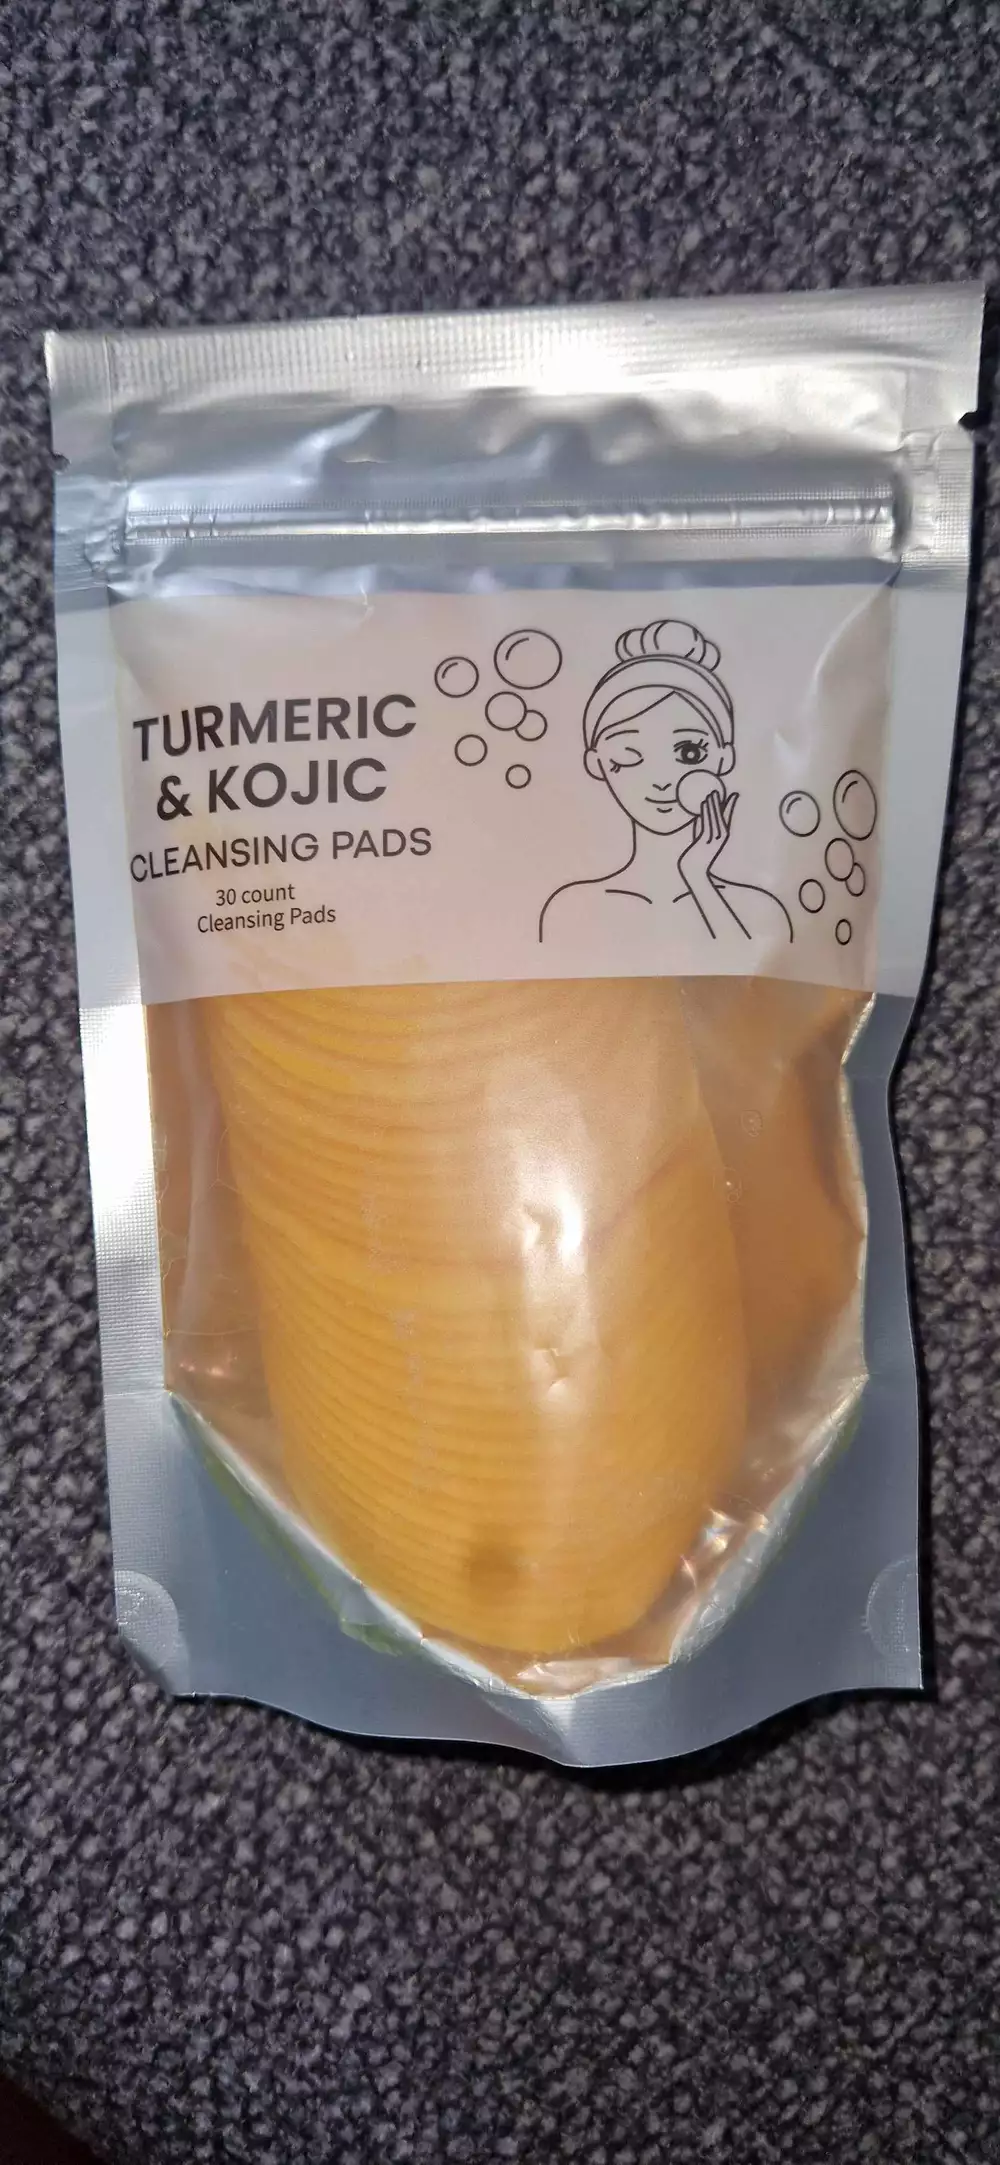 TURMERIC
& KOJIC
CLEANSING PADS
30 count
Cleansing Pads